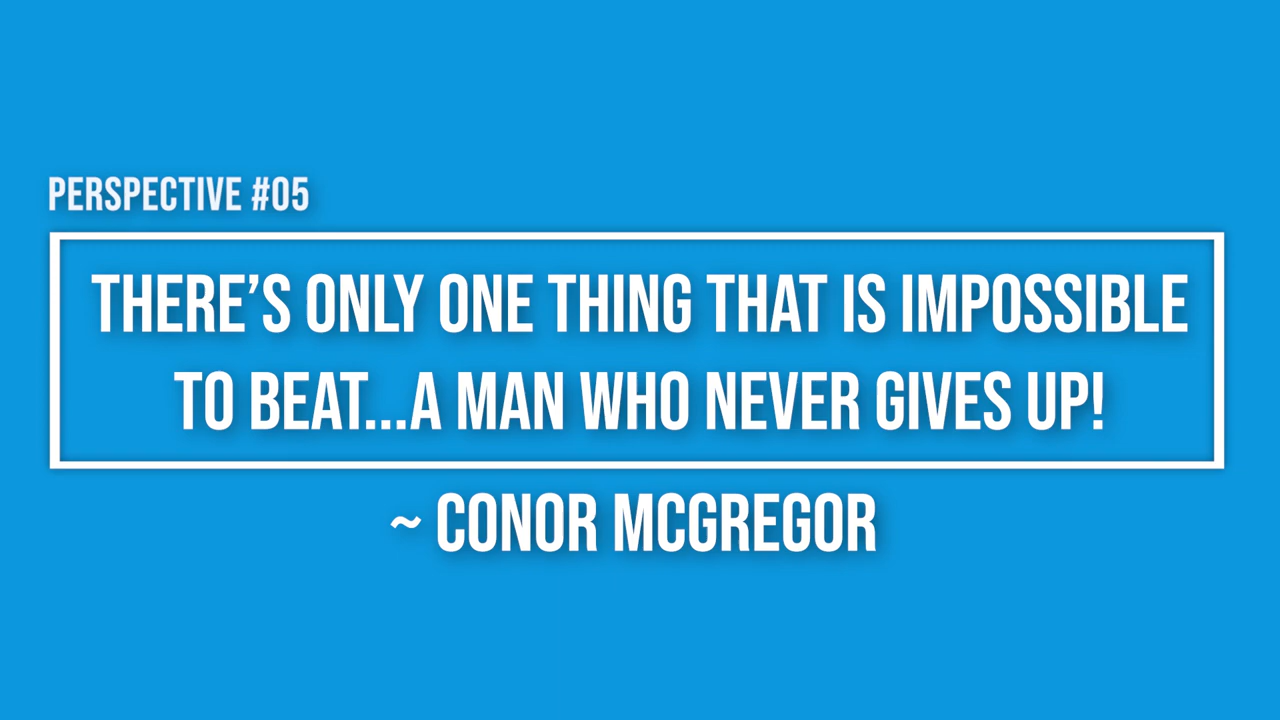 PERSPECTIVE #05
THERE’S ONLY ONE THING THAT IS IMPOSSIBLE
TO BEAT...A MAN WHO NEVER GIVES UP!
~ CONOR MCGREGOR